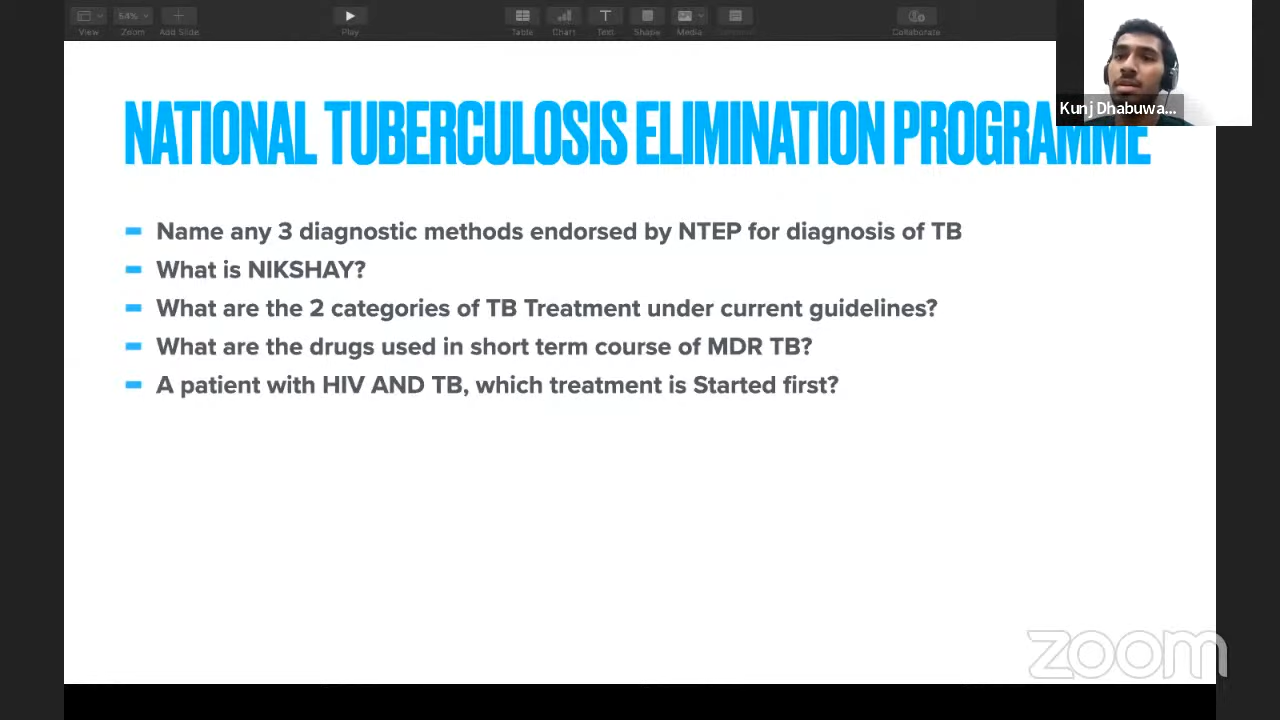 54%
View
Zoom
Add Slide
Play
Table
Chart
Text
Shape
Media
Collaborate
Kunj Dhabuwa...
NATIONAL TUBERCULOSIS ELIMINATION PROGRAMME
Name any 3 diagnostic methods endorsed by NTEP for diagnosis of TB
What is NIKSHAY?
What are the 2 categories of TB Treatment under current guidelines?
What are the drugs used in short term course of MDR TB?
A patient with HIV AND TB, which treatment is Started first?
zoom